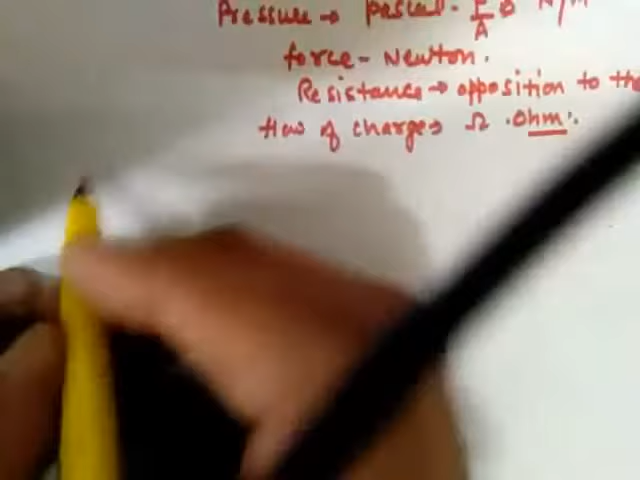 Pressure → pascal. F/A → N/m
force - Newton.
Resistance → opposition to the
flow of charges Ω . Ohm.